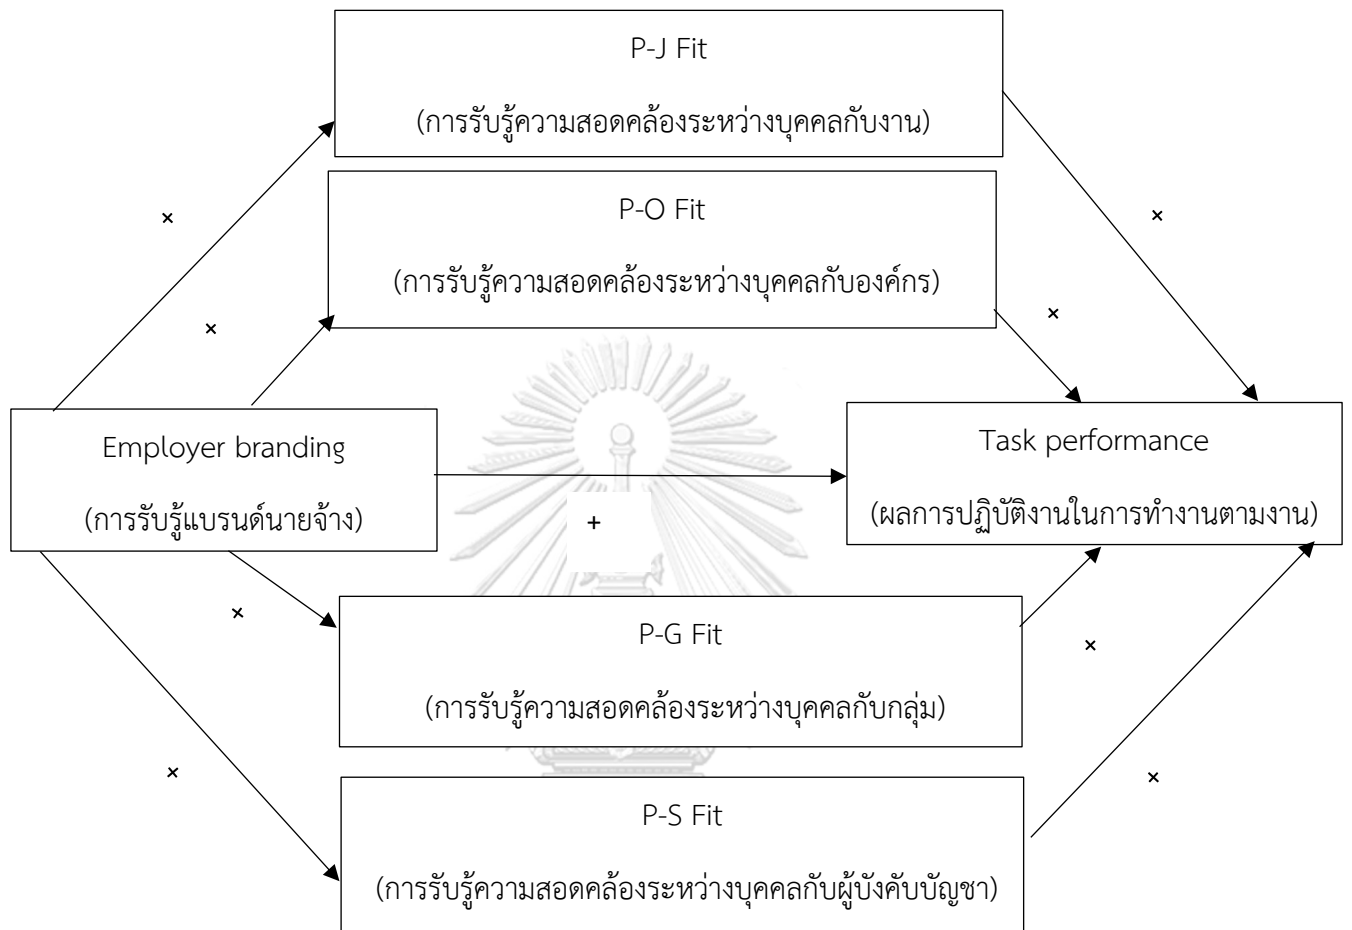 P-J Fit
(การรับรู้ความสอดคล้องระหว่างบุคคลกับงาน)
×
×
P-O Fit
(การรับรู้ความสอดคล้องระหว่างบุคคลกับองค์กร)
×
×
Employer branding
(การรับรู้แบรนด์นายจ้าง)
+
Task performance
(ผลการปฏิบัติงานในการทำงานตามงาน)
×
×
P-G Fit
(การรับรู้ความสอดคล้องระหว่างบุคคลกับกลุ่ม)
×
×
P-S Fit
(การรับรู้ความสอดคล้องระหว่างบุคคลกับผู้บังคับบัญชา)